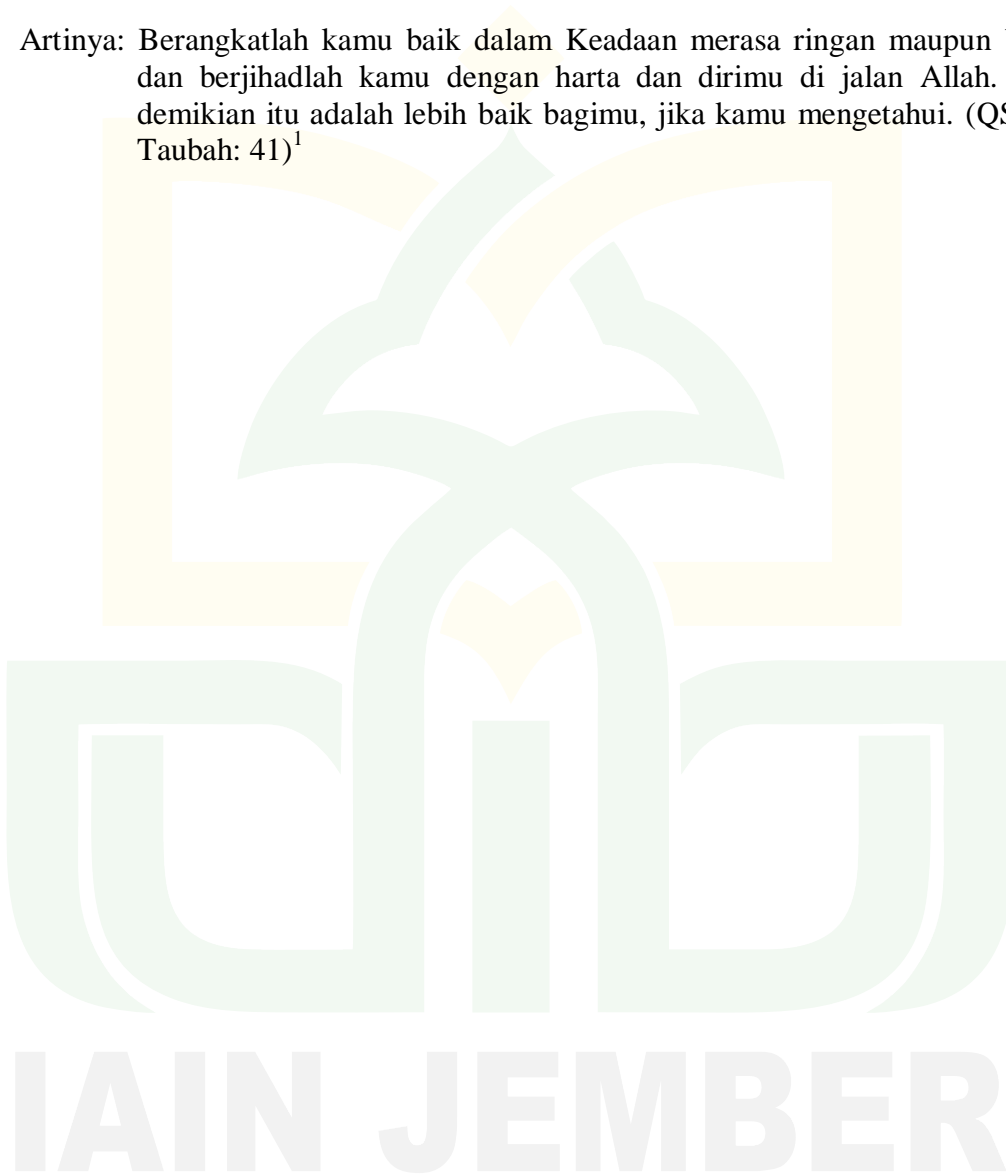 Artinya: Berangkatlah kamu baik dalam Keadaan merasa ringan maupun
dan berjihadlah kamu dengan harta dan dirimu di jalan Allah.
demikian itu adalah lebih baik bagimu, jika kamu mengetahui. (QS
Taubah: 41)1
IAIN JEMBER